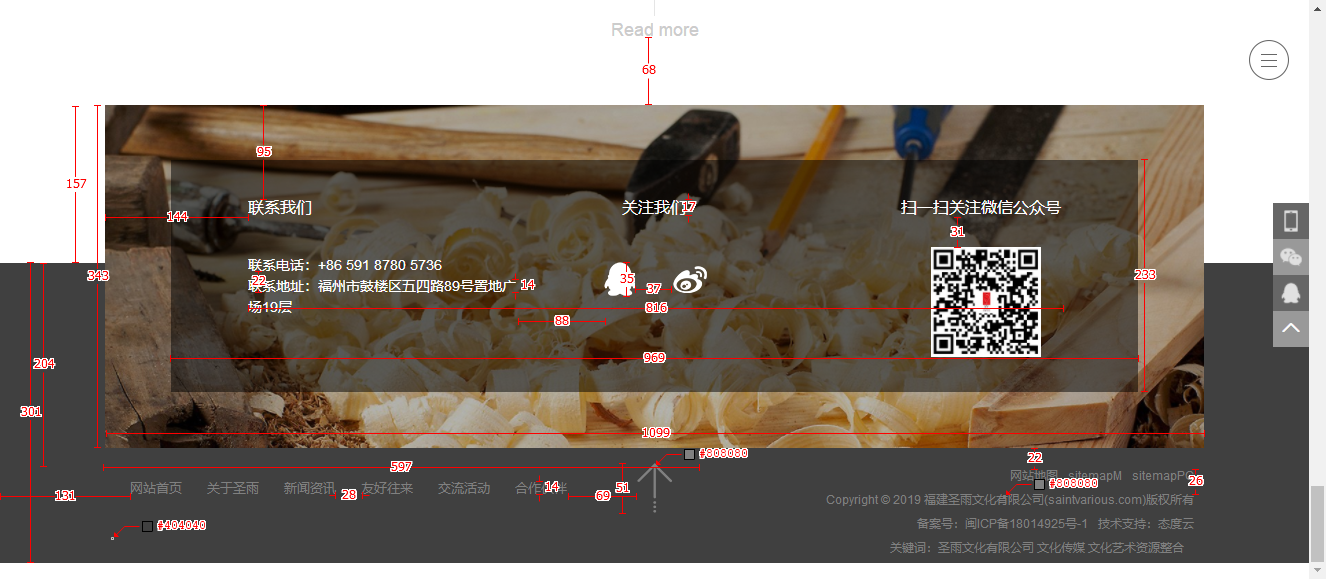 Read more
68
95
157
144
联系我们
关注我们
17
扫一扫关注微信公众号
31
联系电话：+86 591 8780 5736
22
343
联系地址：福州市鼓楼区五四路89号置地广
14
35
37
233
场19层
816
88
204
969
301
1099
#808080
22
597
网站地图 sitemapM sitemapPC
26
#808080
131
网站首页 关于圣雨 新闻资讯 友好往来 交流活动 合作伙伴
28
14
69
51
Copyright © 2019 福建圣雨文化有限公司(saintvarious.com)版权所有
#404040
备案号：闽ICP备18014925号-1 技术支持：态度云
关键词：圣雨文化有限公司 文化传媒 文化艺术资源整合